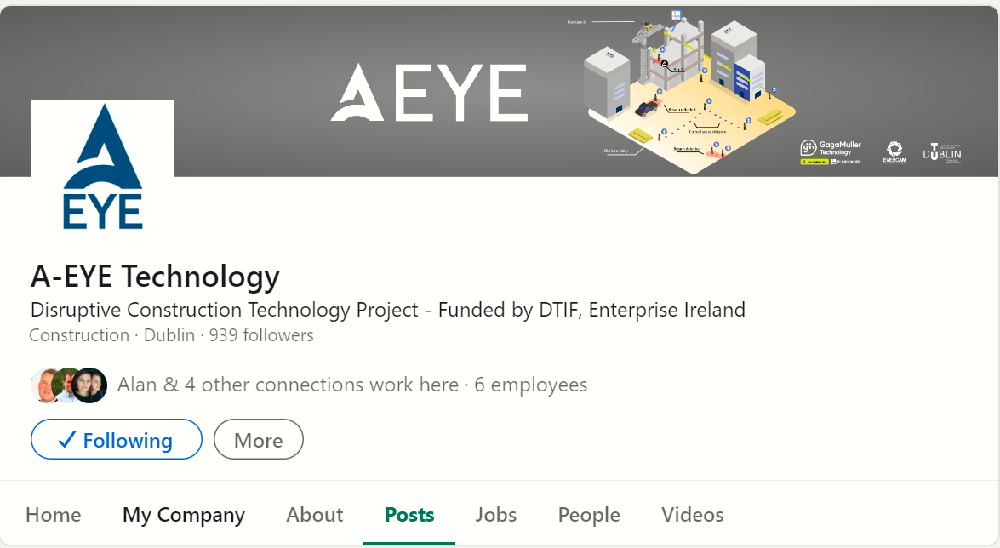 Evercam.io
AEYE
Breach detected
Correct social distance
Site boundary
Breach detected
GagaMuller
Technology
PLANLOADER
EVERCAM
DUBLIN
AEYE
A-EYE Technology
Disruptive Construction Technology Project - Funded by DTIF, Enterprise Ireland
Construction · Dublin · 939 followers
Alan & 4 other connections work here · 6 employees
Following
More
Home My Company About Posts Jobs People Videos